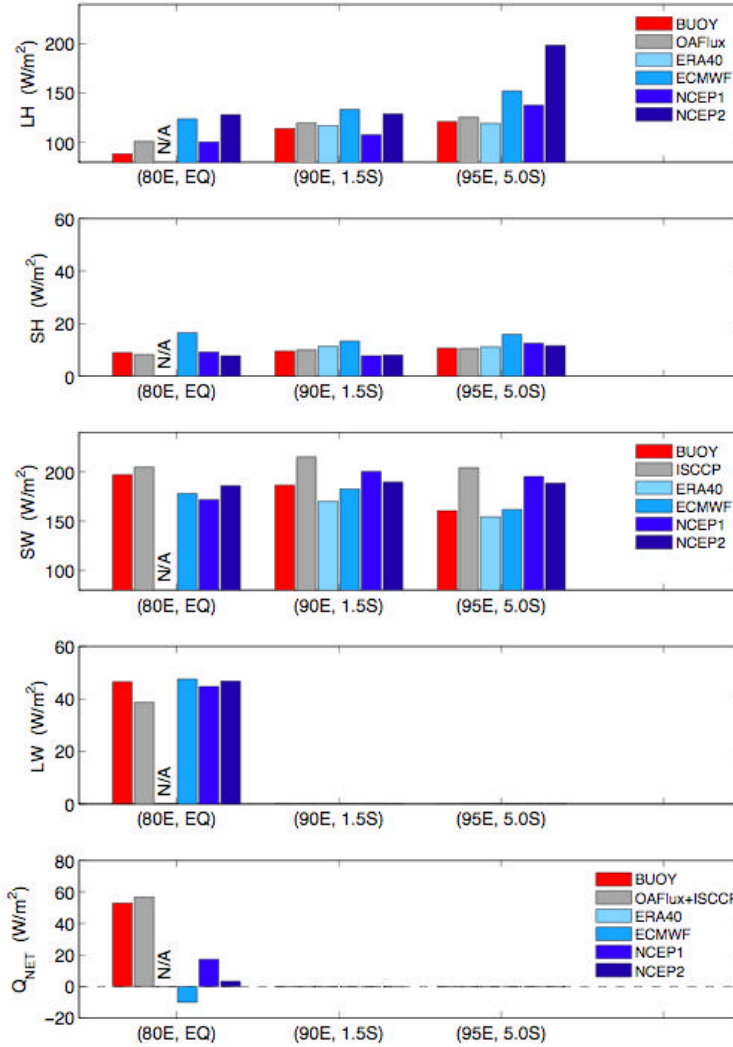 LH (W/m²)
200
150
100
N/A
BUOY
OAFlux
ERA40
ECMWF
NCEP1
NCEP2
(80E, EQ) (90E, 1.5S) (95E, 5.0S)
SH (W/m²)
60
40
20
0
N/A
(80E, EQ) (90E, 1.5S) (95E, 5.0S)
SW (W/m²)
200
150
100
N/A
BUOY
ISCCP
ERA40
ECMWF
NCEP1
NCEP2
(80E, EQ) (90E, 1.5S) (95E, 5.0S)
LW (W/m²)
60
40
20
0
N/A
(80E, EQ) (90E, 1.5S) (95E, 5.0S)
Q_NET (W/m²)
80
60
40
20
0
−20
N/A
BUOY
OAFlux+ISCCP
ERA40
ECMWF
NCEP1
NCEP2
(80E, EQ) (90E, 1.5S) (95E, 5.0S)